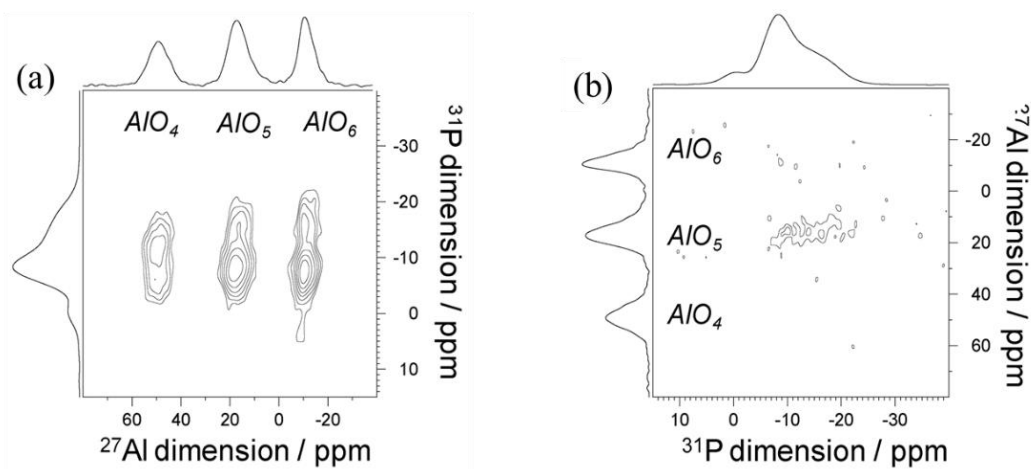 (a)
AlO₄ AlO₅ AlO₆
-30
-20
-10
0
10
³¹P dimension / ppm
60 40 20 0 -20
²⁷Al dimension / ppm
(b)
AlO₆
AlO₅
AlO₄
-20
0
20
40
60
⁷Al dimension / ppm
10 0 -10 -20 -30
³¹P dimension / ppm